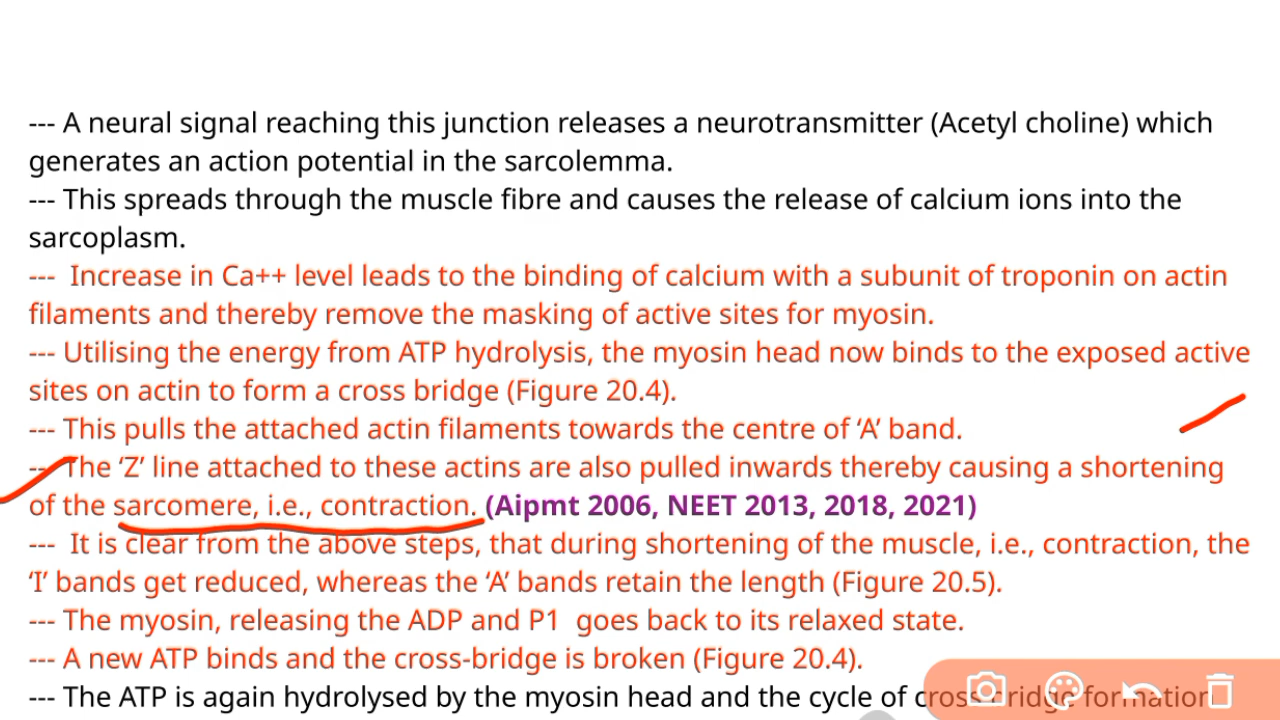 --- A neural signal reaching this junction releases a neurotransmitter (Acetyl choline) which
generates an action potential in the sarcolemma.
--- This spreads through the muscle fibre and causes the release of calcium ions into the
sarcoplasm.
--- Increase in Ca++ level leads to the binding of calcium with a subunit of troponin on actin
filaments and thereby remove the masking of active sites for myosin.
--- Utilising the energy from ATP hydrolysis, the myosin head now binds to the exposed active
sites on actin to form a cross bridge (Figure 20.4).
--- This pulls the attached actin filaments towards the centre of ‘A’ band.
--- The ‘Z’ line attached to these actins are also pulled inwards thereby causing a shortening
of the sarcomere, i.e., contraction. (Aipmt 2006, NEET 2013, 2018, 2021)
--- It is clear from the above steps, that during shortening of the muscle, i.e., contraction, the
‘I’ bands get reduced, whereas the ‘A’ bands retain the length (Figure 20.5).
--- The myosin, releasing the ADP and P1 goes back to its relaxed state.
--- A new ATP binds and the cross-bridge is broken (Figure 20.4).
--- The ATP is again hydrolysed by the myosin head and the cycle of cross bridge formation